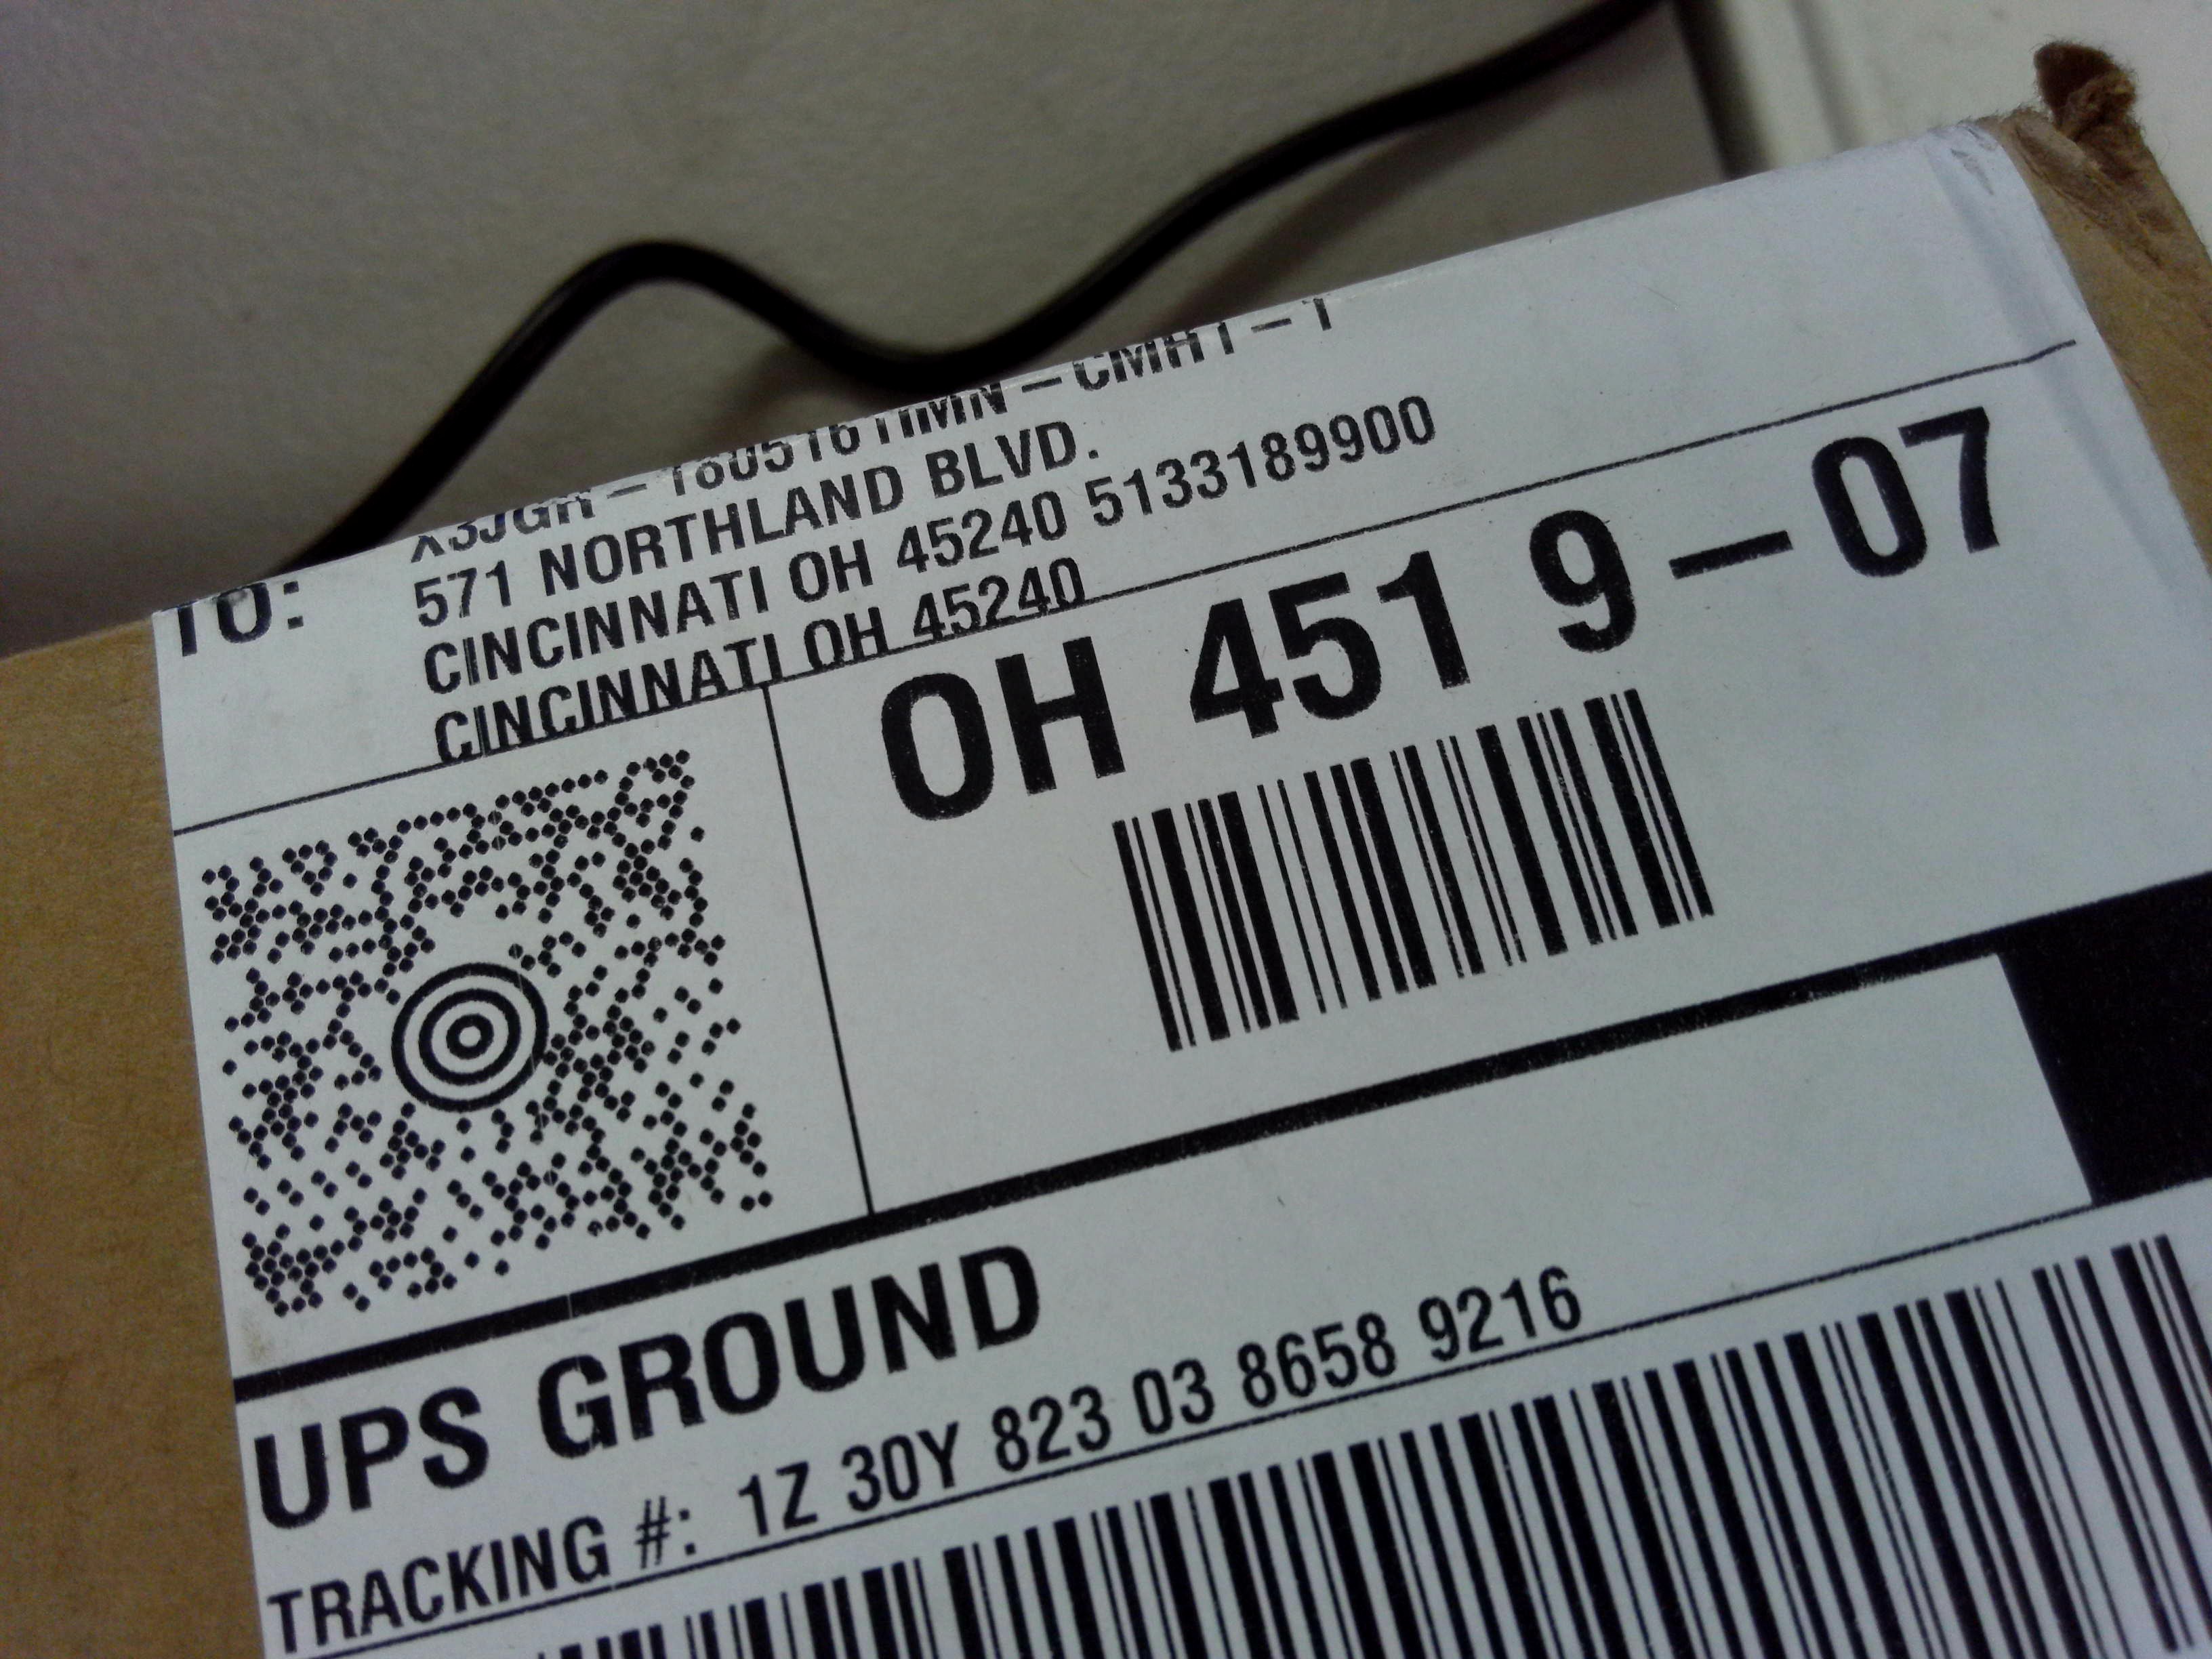 TO:
571 NORTHLAND BLVD.
CINCINNATI OH 45240 5133189900
CINCINNATI OH 45240
OH 451 9-07
UPS GROUND
TRACKING #: 1Z 30Y 823 03 8658 9216